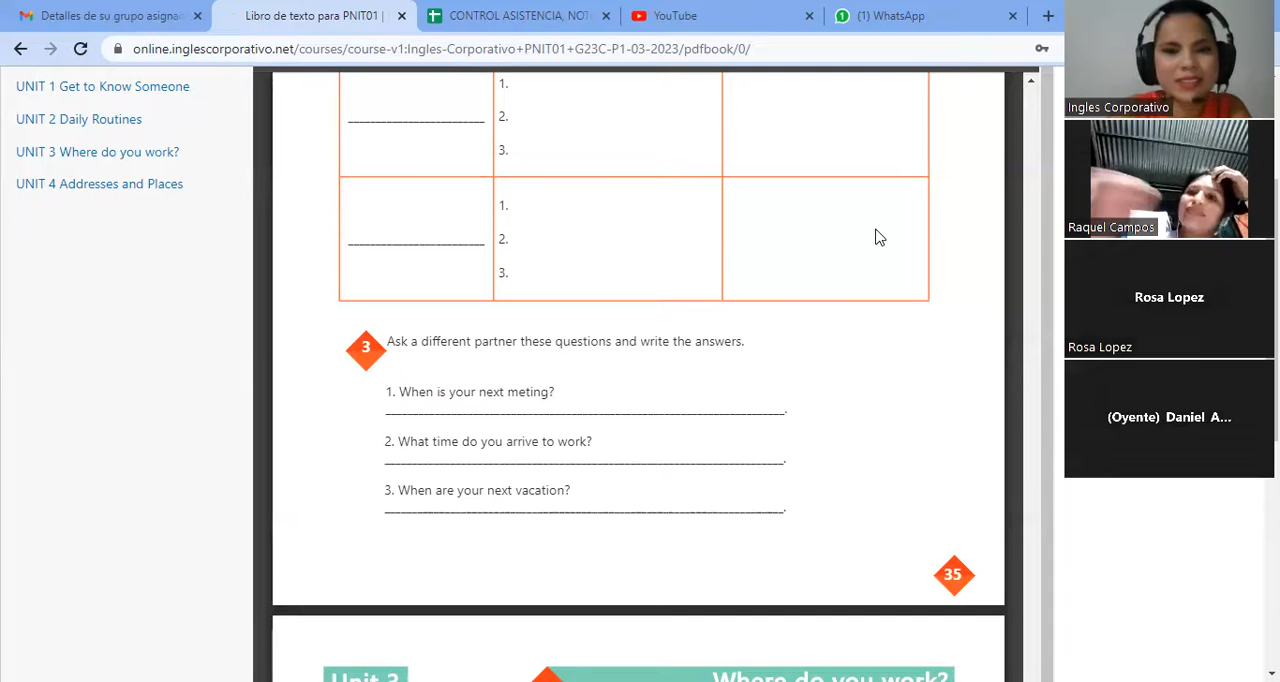 Detalles de su grupo asignar
Libro de texto para PNIT01 |
CONTROL ASISTENCIA, NOT
YouTube
(1) WhatsApp
online.inglescorporativo.net/courses/course-v1:Ingles-Corporativo+PNIT01+G23C-P1-03-2023/pdfbook/0/
UNIT 1 Get to Know Someone
UNIT 2 Daily Routines
UNIT 3 Where do you work?
UNIT 4 Addresses and Places
1.
2.
3.
1.
2.
3.
3 Ask a different partner these questions and write the answers.
1. When is your next meting?
2. What time do you arrive to work?
3. When are your next vacation?
35
Unit 3
Where do you work?
Ingles Corporativo
Raquel Campos
Rosa Lopez
Rosa Lopez
(Oyente) Daniel A...